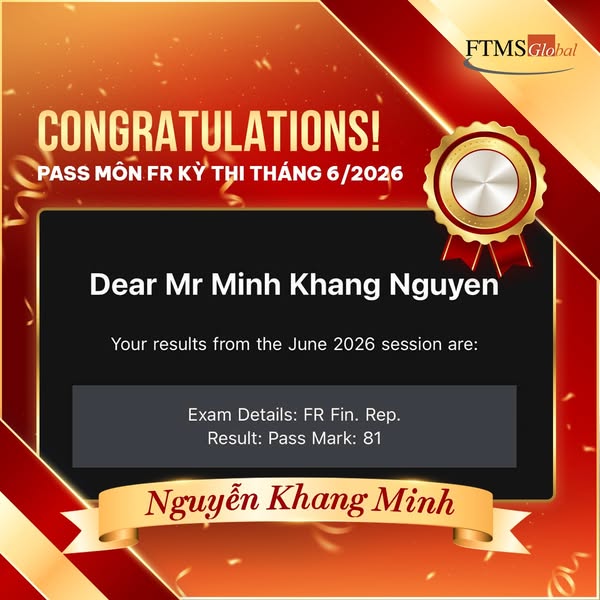 FTMSGlobal
CONGRATULATIONS!
PASS MÔN FR KỲ THI THÁNG 6/2026
Dear Mr Minh Khang Nguyen
Your results from the June 2026 session are:
Exam Details: FR Fin. Rep.
Result: Pass Mark: 81
Nguyễn Khang Minh